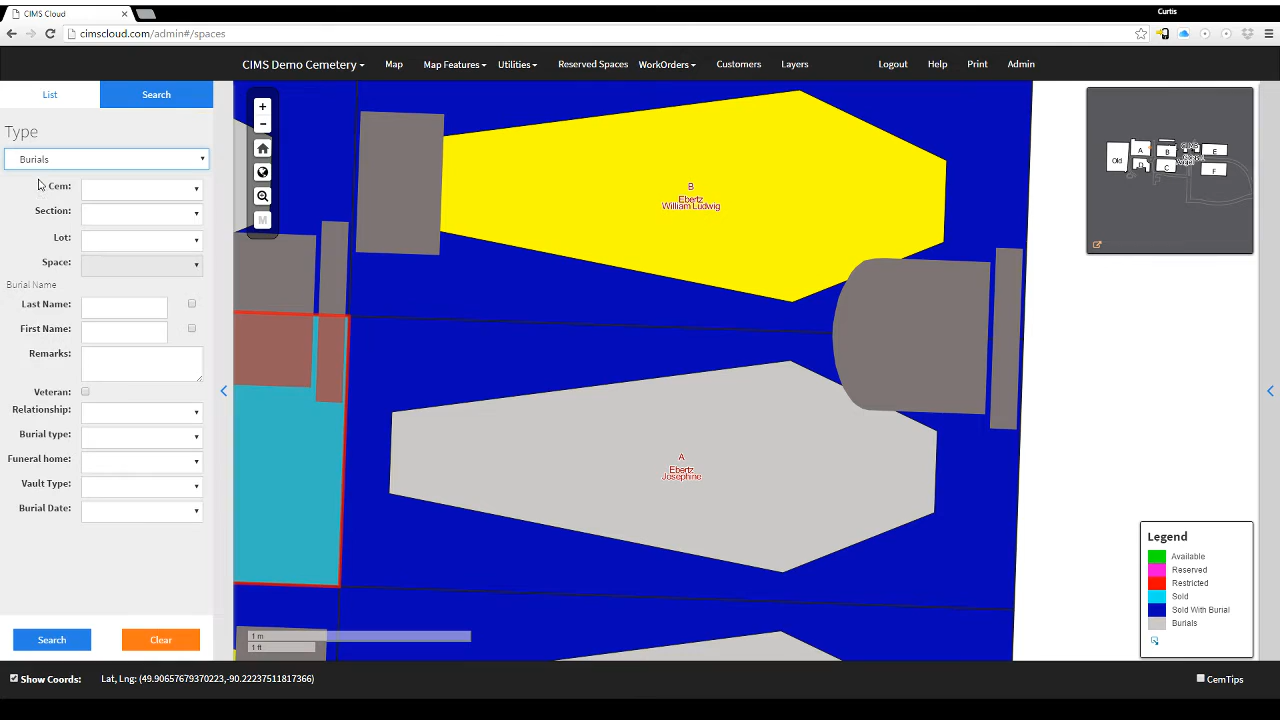 CIMS Cloud
Curtis
cimscloud.com/admin#/spaces
CIMS Demo Cemetery Map Map Features Utilities Reserved Spaces WorkOrders Customers Layers Logout Help Print Admin
List Search
Type
Burials
Cem:
Section:
Lot:
Space:
Burial Name
Last Name:
First Name:
Remarks:
Veteran:
Relationship:
Burial type:
Funeral home:
Vault Type:
Burial Date:
Search Clear
+
-
M
B
Ebertz
William Ludwig
A
Ebertz
Josephine
1 m
1 ft
Old A B E
C F
Legend
Available
Reserved
Restricted
Sold
Sold With Burial
Burials
Show Coords: Lat, Lng: (49.90657679370223,-90.22237511817366)
CemTips